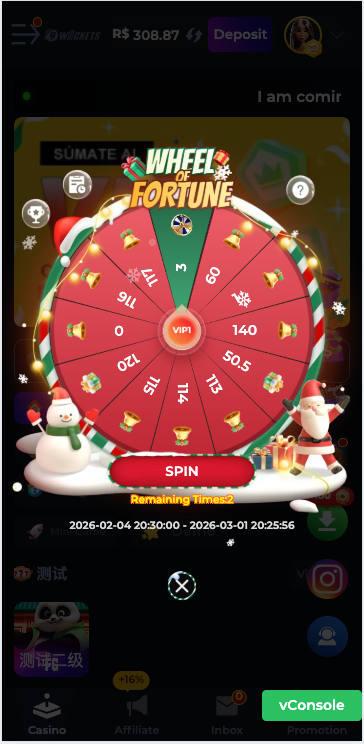 R$ 308.87
Deposit
I am comir
SÚMATE AL
WHEEL
OF
FORTUNE
3
60
140
50.5
113
114
115
120
0
116
117
VIP1
SPIN
Remaining Times:2
2026-02-04 20:30:00 - 2026-03-01 20:25:56
测试
测试二级
+16%
0
vConsole
Casino
Affiliate
Inbox
Promotion